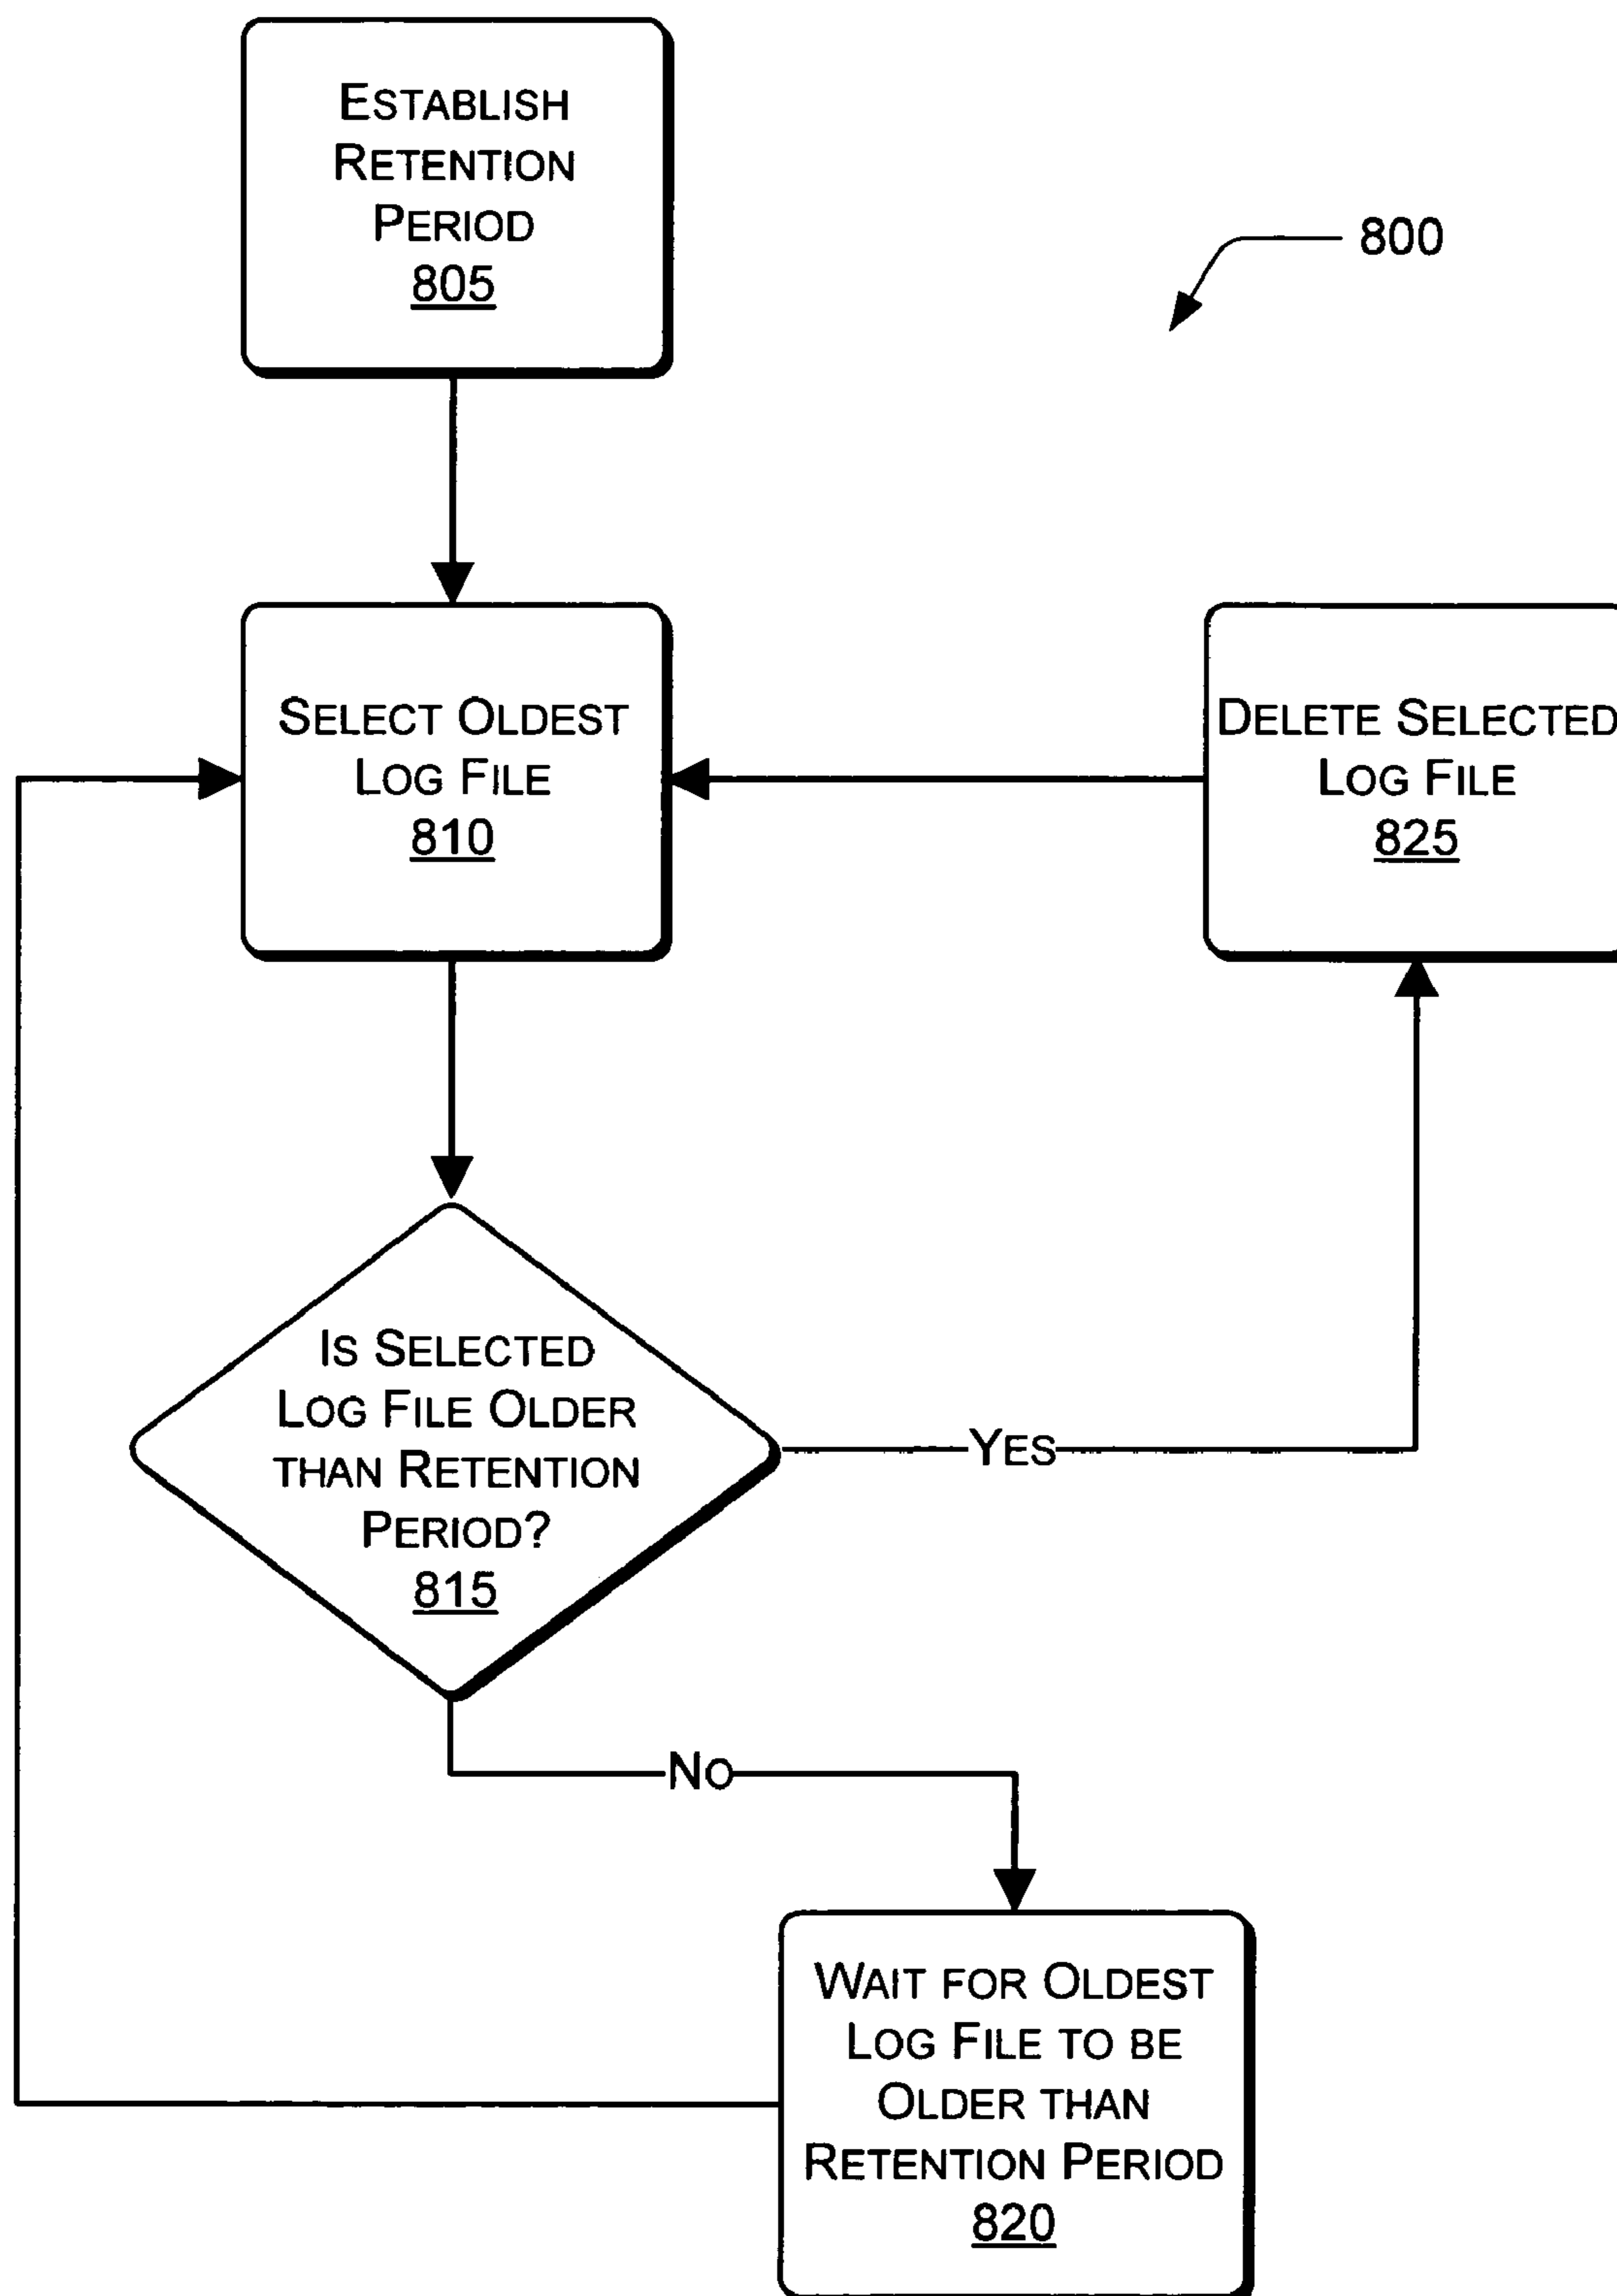 ESTABLISH
RETENTION
PERIOD
805
800
SELECT OLDEST
LOG FILE
810
DELETE SELECTED
LOG FILE
825
IS SELECTED
LOG FILE OLDER
THAN RETENTION
PERIOD?
815
YES
NO
WAIT FOR OLDEST
LOG FILE TO BE
OLDER THAN
RETENTION PERIOD
820